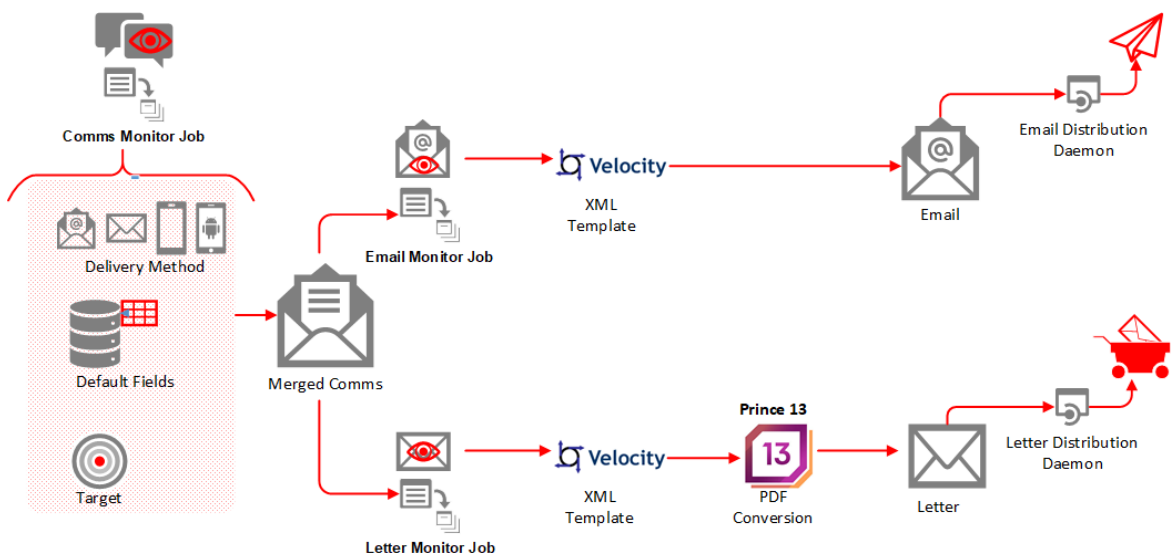 Comms Monitor Job
Delivery Method
Default Fields
Target
Merged Comms
@
@
Email Monitor Job
Velocity
XML
Template
@
Email
Email Distribution
Daemon
Letter Monitor Job
Velocity
XML
Template
Prince 13
13
PDF
Conversion
Letter
Letter Distribution
Daemon